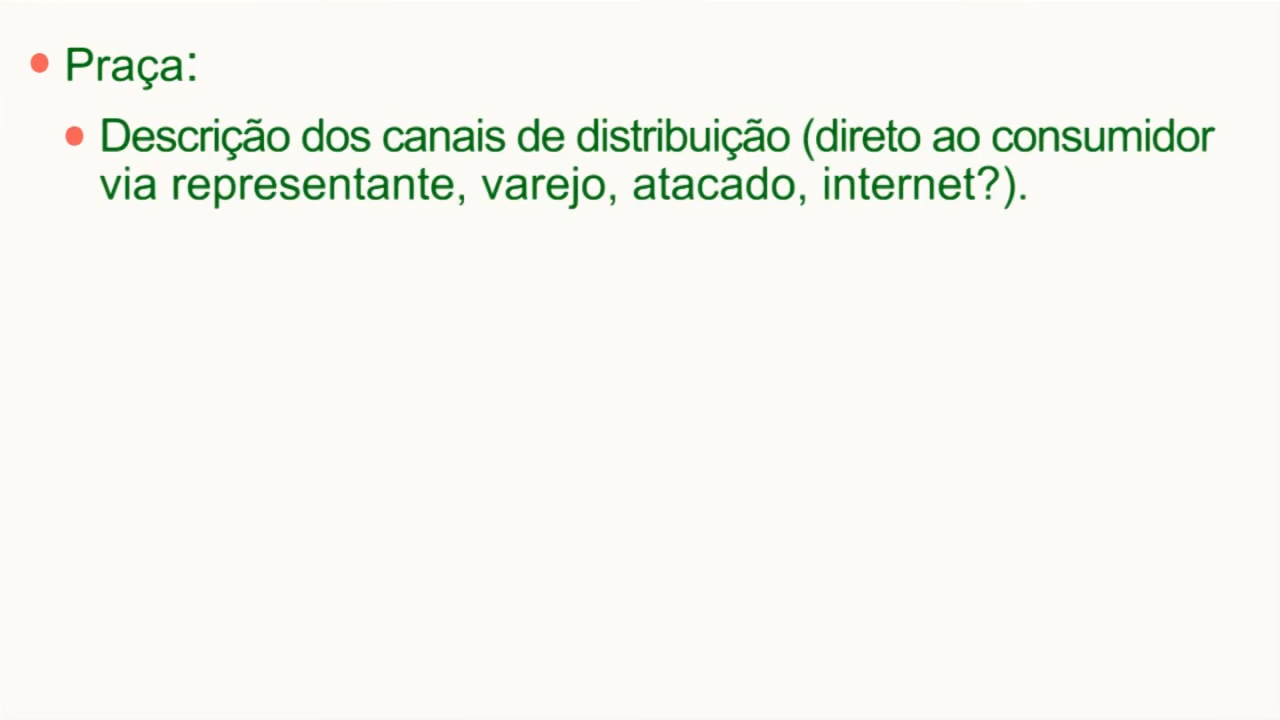 Praça:
Descrição dos canais de distribuição (direto ao consumidor
via representante, varejo, atacado, internet?).